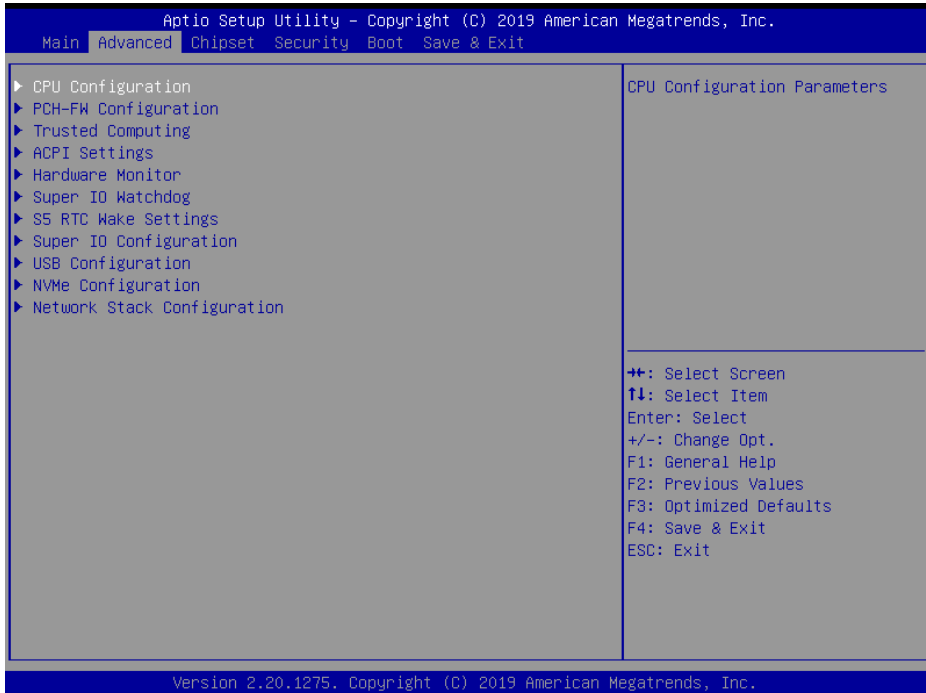 Aptio Setup Utility – Copyright (C) 2019 American Megatrends, Inc.
Main Advanced Chipset Security Boot Save & Exit
▶ CPU Configuration
▶ PCH-FW Configuration
▶ Trusted Computing
▶ ACPI Settings
▶ Hardware Monitor
▶ Super IO Watchdog
▶ S5 RTC Wake Settings
▶ Super IO Configuration
▶ USB Configuration
▶ NVMe Configuration
▶ Network Stack Configuration
CPU Configuration Parameters
→←: Select Screen
↑↓: Select Item
Enter: Select
+/-: Change Opt.
F1: General Help
F2: Previous Values
F3: Optimized Defaults
F4: Save & Exit
ESC: Exit
Version 2.20.1275. Copyright (C) 2019 American Megatrends, Inc.